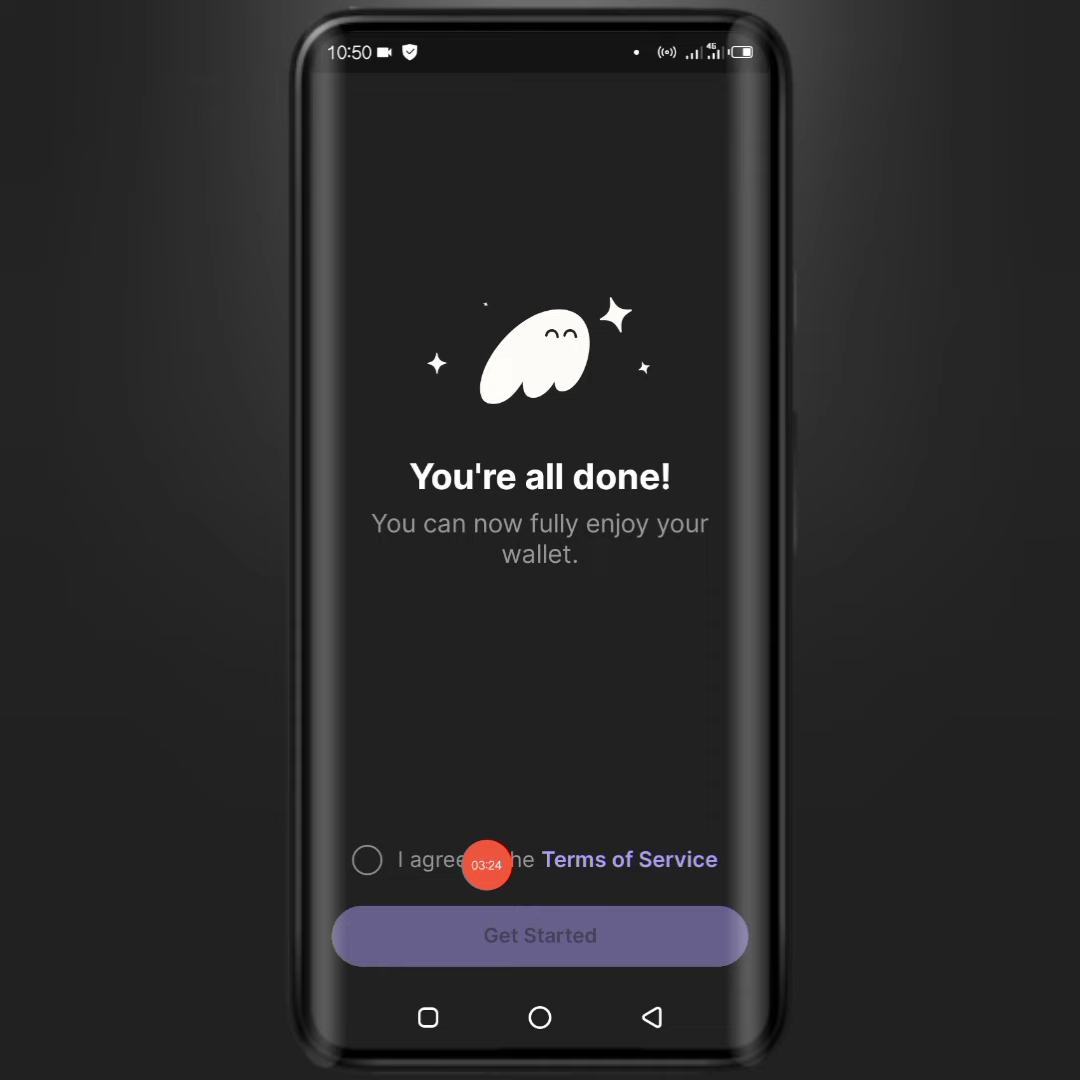 10:50
4G
You're all done!
You can now fully enjoy your
wallet.
I agree he Terms of Service
03:24
Get Started